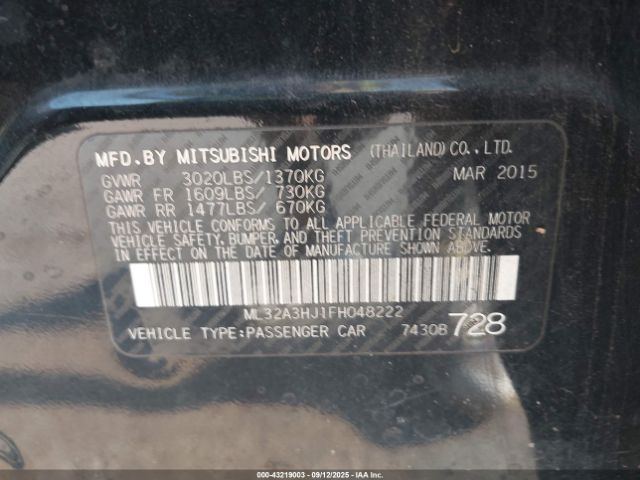 MFD.BY MITSUBISHI MOTORS (THAILAND) CO.,LTD.
GVWR 3020LBS/1370KG MAR 2015
GAWR FR 1609LBS/ 730KG
GAWR RR 1477LBS/ 670KG
THIS VEHICLE CONFORMS TO ALL APPLICABLE FEDERAL MOTOR
VEHICLE SAFETY, BUMPER, AND THEFT PREVENTION STANDARDS
IN EFFECT ON THE DATE OF MANUFACTURE SHOWN ABOVE.
ML32A3HJ1FH048222
VEHICLE TYPE:PASSENGER CAR 7430B 728
000-43219003 - 09/12/2025 - IAAI.COM